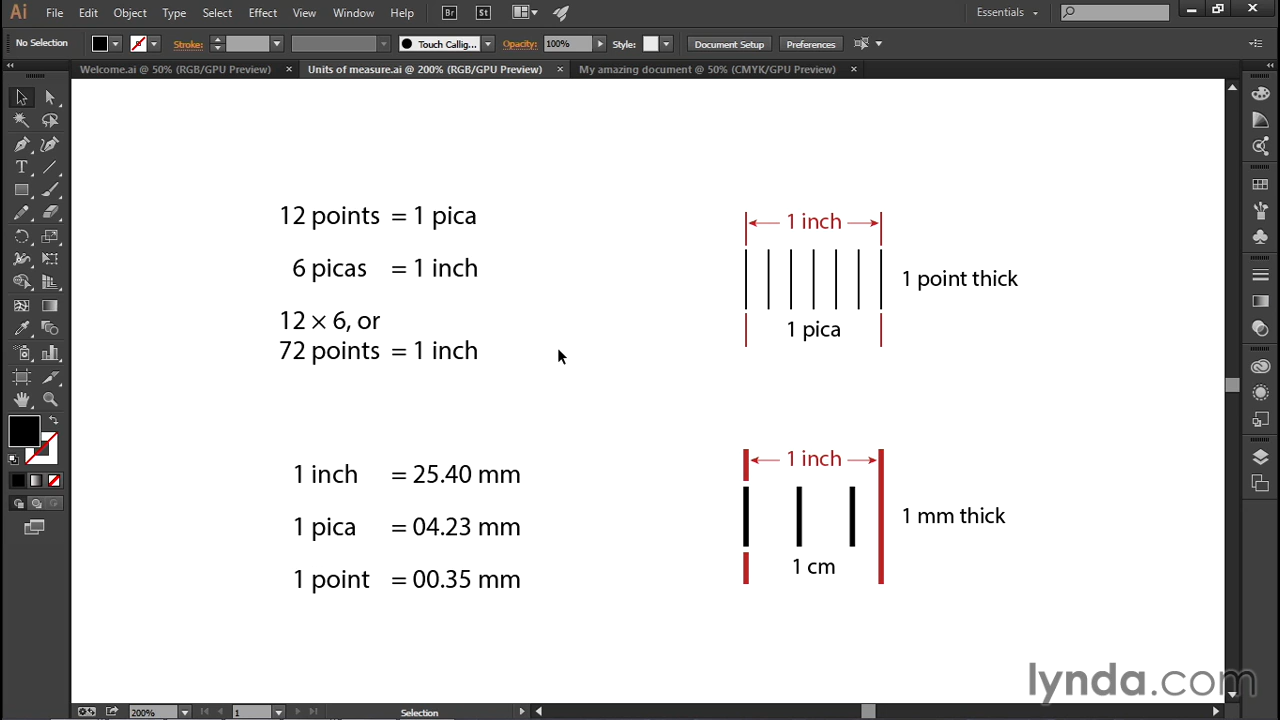 Ai File Edit Object Type Select Effect View Window Help Br St Essentials
No Selection Stroke: Touch Callig... Opacity: 100% Style: Document Setup Preferences
Welcome.ai @ 50% (RGB/GPU Preview) × Units of measure.ai @ 200% (RGB/GPU Preview) × My amazing document @ 50% (CMYK/GPU Preview) ×
12 points = 1 pica
6 picas = 1 inch
12 × 6, or
72 points = 1 inch
1 inch
1 point thick
1 pica
1 inch = 25.40 mm
1 pica = 04.23 mm
1 point = 00.35 mm
1 inch
1 mm thick
1 cm
lynda.com
200% 1 Selection